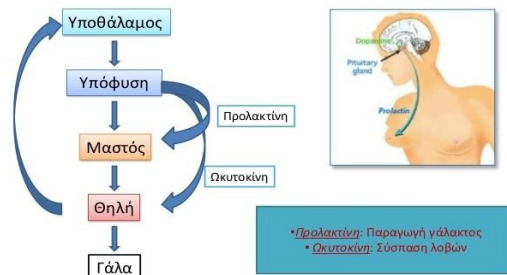 Υποθάλαμος
Υπόφυση
Προλακτίνη
Μαστός
Ωκυτοκίνη
Θηλή
Γάλα
Dopamine
Pituitary
gland
Prolactin
•Προλακτίνη: Παραγωγή γάλακτος
• Ωκυτοκίνη: Σύσπαση λοβών